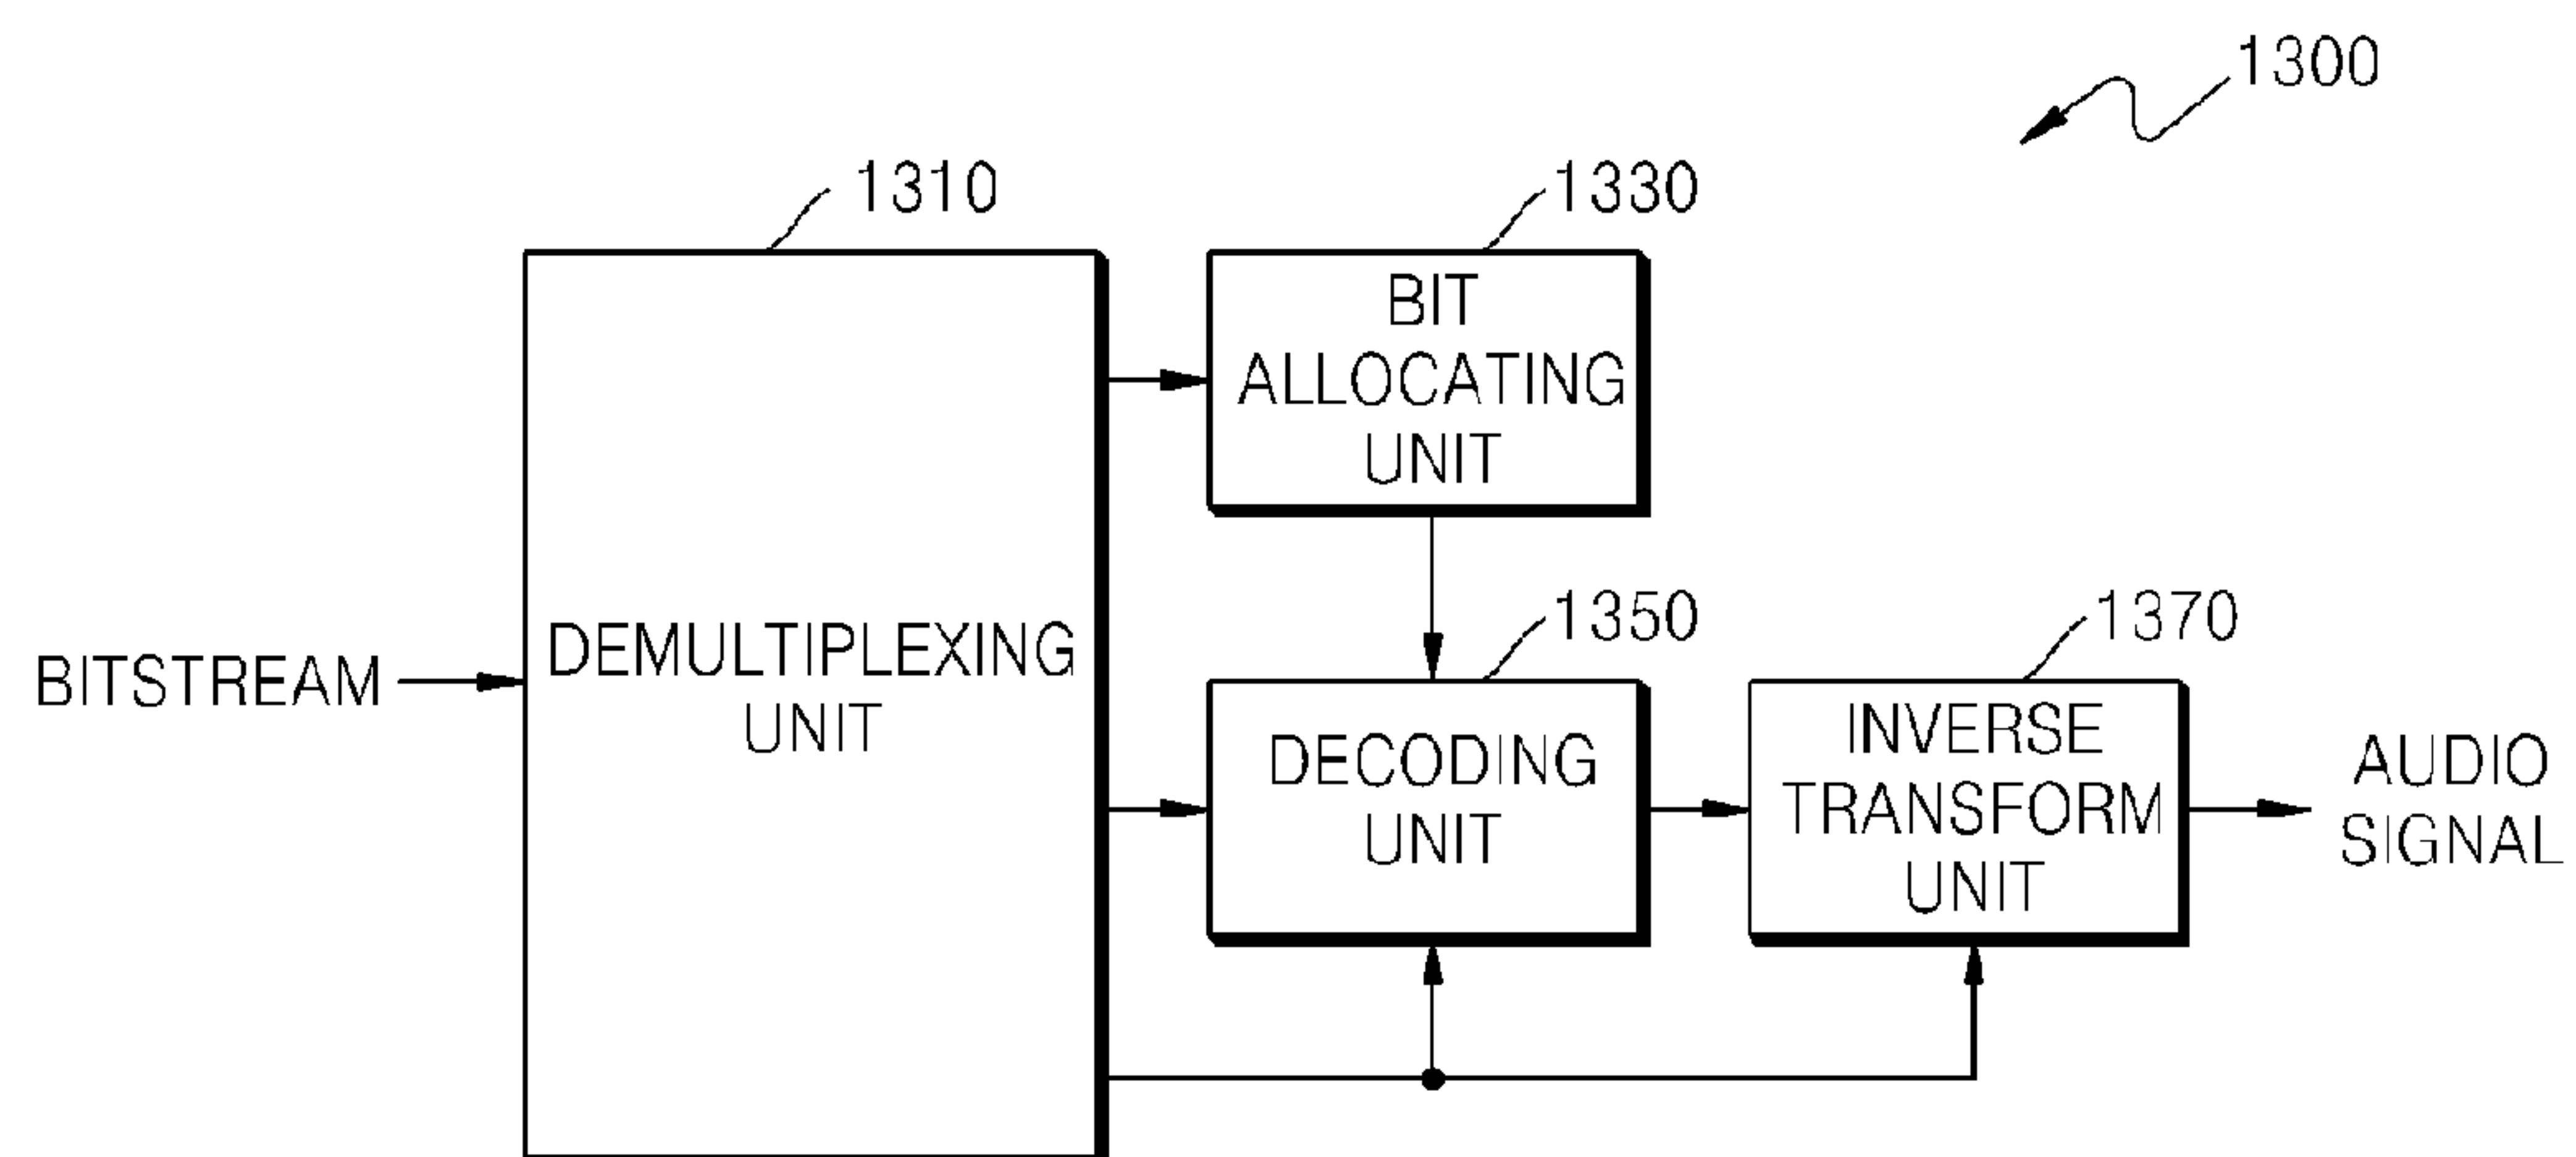 1300
1310
1330
BIT
ALLOCATING
UNIT
BITSTREAM
DEMULTIPLEXING
UNIT
1350
DECODING
UNIT
1370
INVERSE
TRANSFORM
UNIT
AUDIO
SIGNAL